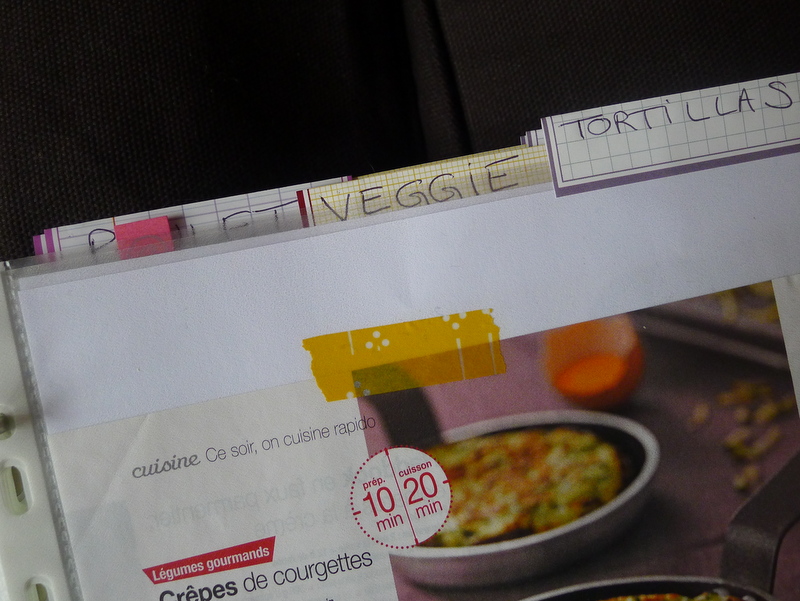 TORTiLLAS
VEGGiE
cuisine Ce soir, on cuisine rapido
prép.
10
min
cuisson
20
min
Légumes gourmands
Crêpes de courgettes